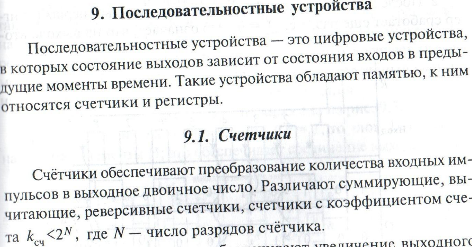 9. Последовательностные устройства
Последовательностные устройства — это цифровые устройства,
в которых состояние выходов зависит от состояния входов в преды-
дущие моменты времени. Такие устройства обладают памятью, к ним
относятся счетчики и регистры.
9.1. Счетчики
Счётчики обеспечивают преобразование количества входных им-
пульсов в выходное двоичное число. Различают суммирующие, вы-
читающие, реверсивные счетчики, счетчики с коэффициентом сче-
та kсч<2^N, где N — число разрядов счётчика.
увеличение выходного